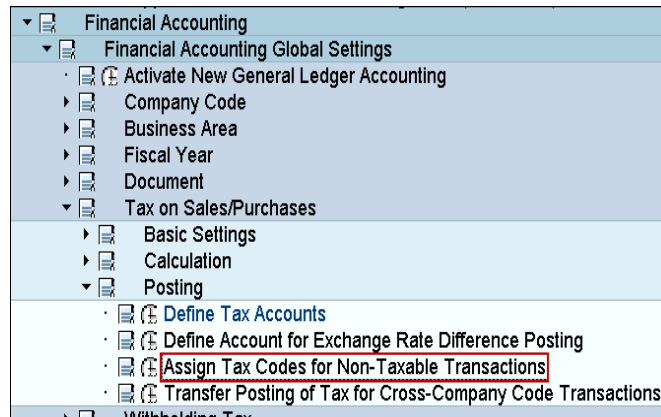 Financial Accounting
Financial Accounting Global Settings
Activate New General Ledger Accounting
Company Code
Business Area
Fiscal Year
Document
Tax on Sales/Purchases
Basic Settings
Calculation
Posting
Define Tax Accounts
Define Account for Exchange Rate Difference Posting
Assign Tax Codes for Non-Taxable Transactions
Transfer Posting of Tax for Cross-Company Code Transactions
Withholding Tax